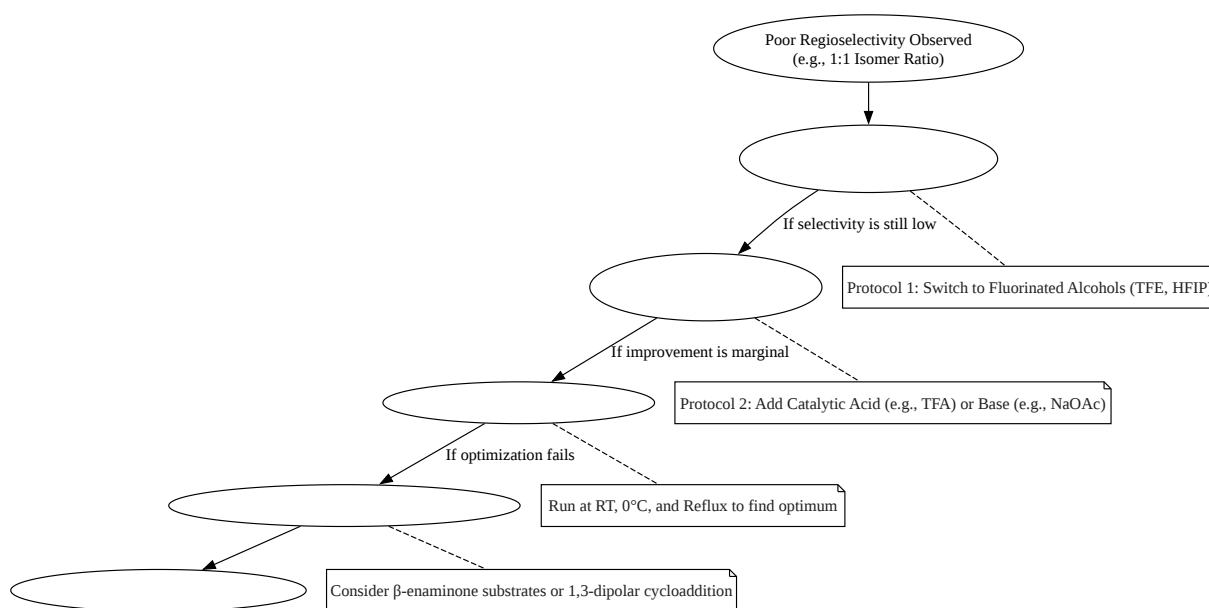 Poor Regioselectivity Observed
(e.g., 1:1 Isomer Ratio)
If selectivity is still low
Protocol 1: Switch to Fluorinated Alcohols (TFE, HFIP)
If improvement is marginal
Protocol 2: Add Catalytic Acid (e.g., TFA) or Base (e.g., NaOAc)
If optimization fails
Run at RT, 0°C, and Reflux to find optimum
Consider β-enaminone substrates or 1,3-dipolar cycloaddition